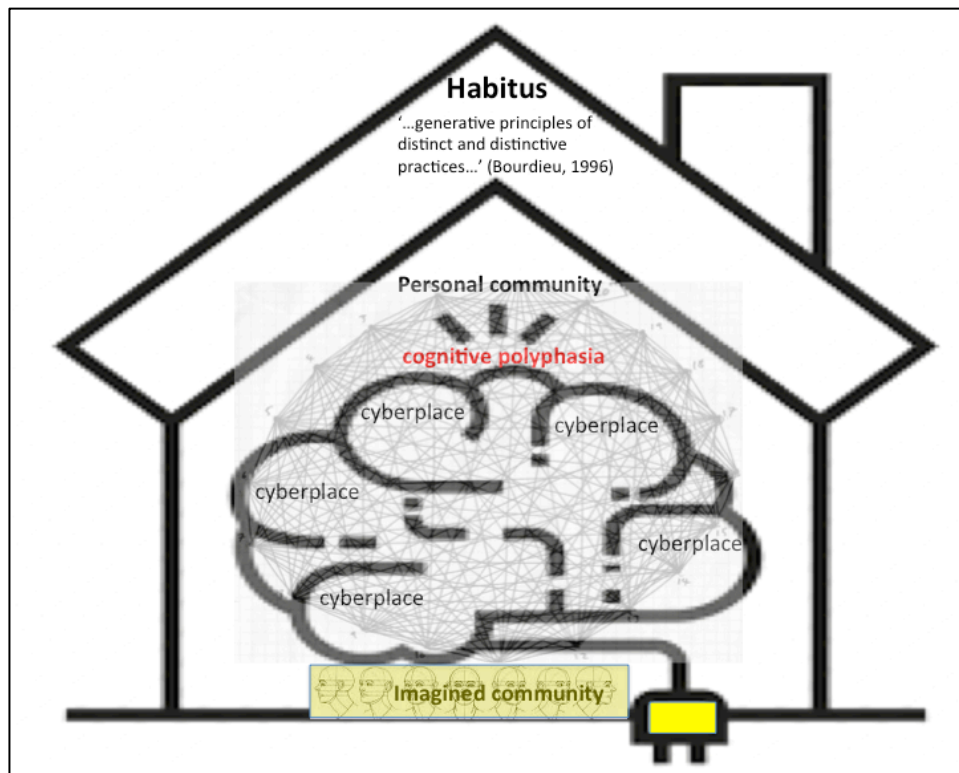 Habitus
‘…generative principles of
distinct and distinctive
practices…’ (Bourdieu, 1996)
Personal community
cognitive polyphasia
cyberplace
cyberplace
cyberplace
cyberplace
cyberplace
Imagined community